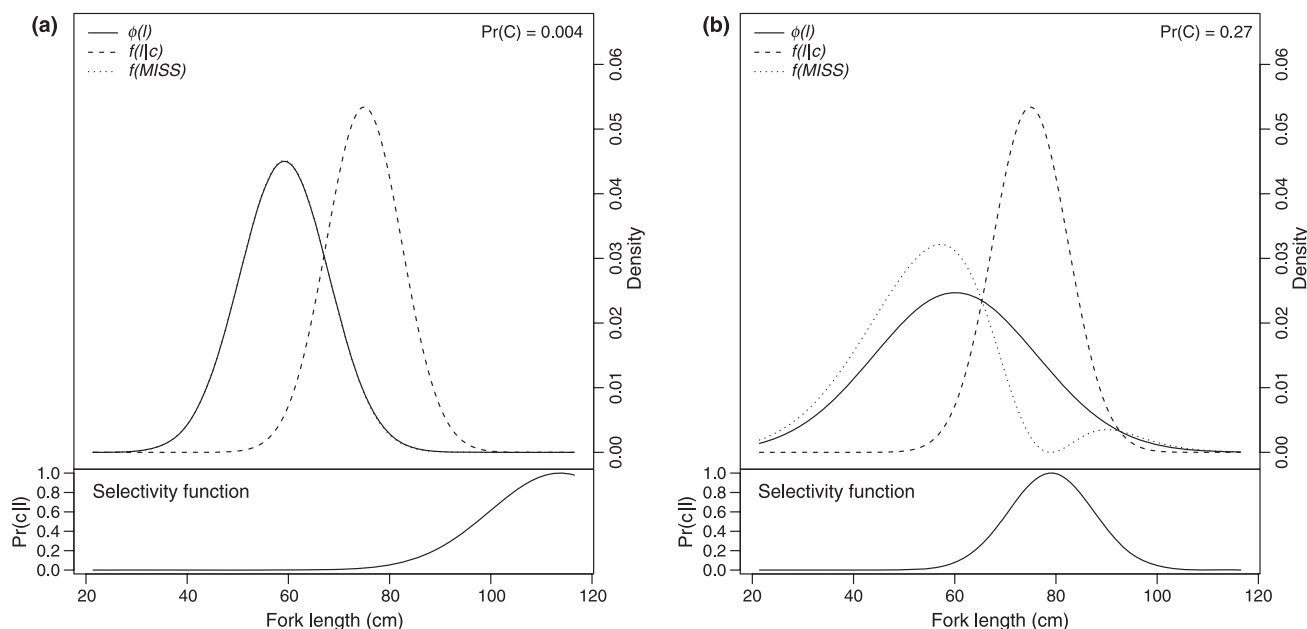 (a)
ϕ(l)
f(l|c)
f(MISS)
Pr(C) = 0.004
0.06
0.05
0.04
0.03
0.02
0.01
0.00
Density
Selectivity function
Pr(c|l)
1.0
0.8
0.6
0.4
0.2
0.0
20 40 60 80 100 120
Fork length (cm)
(b)
ϕ(l)
f(l|c)
f(MISS)
Pr(C) = 0.27
0.06
0.05
0.04
0.03
0.02
0.01
0.00
Density
Selectivity function
Pr(c|l)
1.0
0.8
0.6
0.4
0.2
0.0
20 40 60 80 100 120
Fork length (cm)